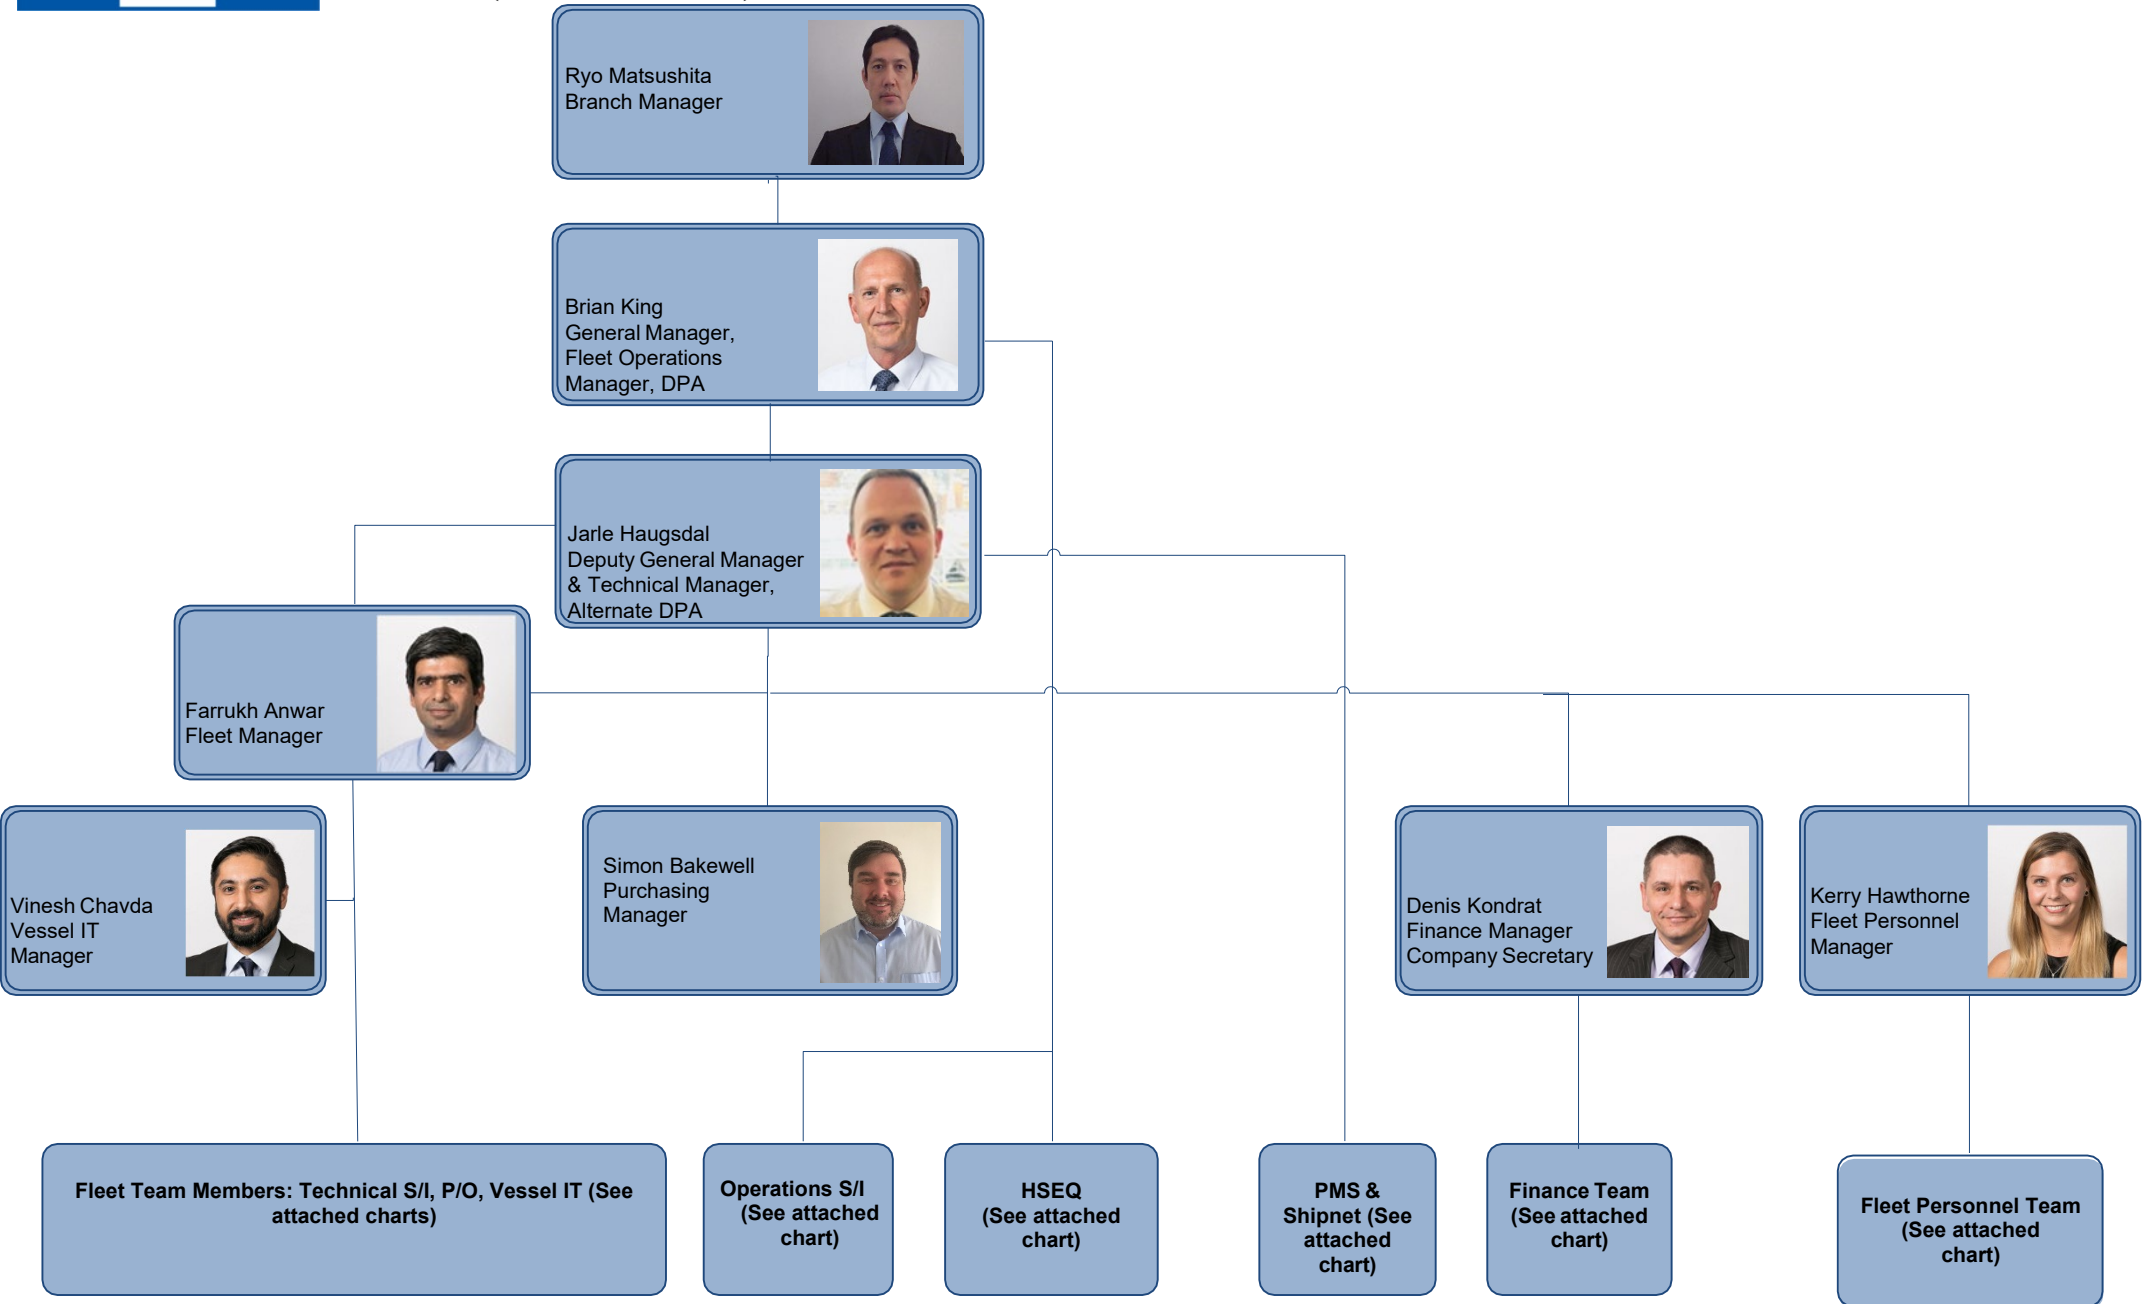 Ryo Matsushita
Branch Manager
Brian King
General Manager,
Fleet Operations
Manager, DPA
Jarle Haugsdal
Deputy General Manager
& Technical Manager,
Alternate DPA
Farrukh Anwar
Fleet Manager
Vinesh Chavda
Vessel IT
Manager
Simon Bakewell
Purchasing
Manager
Denis Kondrat
Finance Manager
Company Secretary
Kerry Hawthorne
Fleet Personnel
Manager
Fleet Team Members: Technical S/I, P/O, Vessel IT (See
attached charts)
Operations S/I
(See attached
chart)
HSEQ
(See attached
chart)
PMS &
Shipnet (See
attached
chart)
Finance Team
(See attached
chart)
Fleet Personnel Team
(See attached
chart)